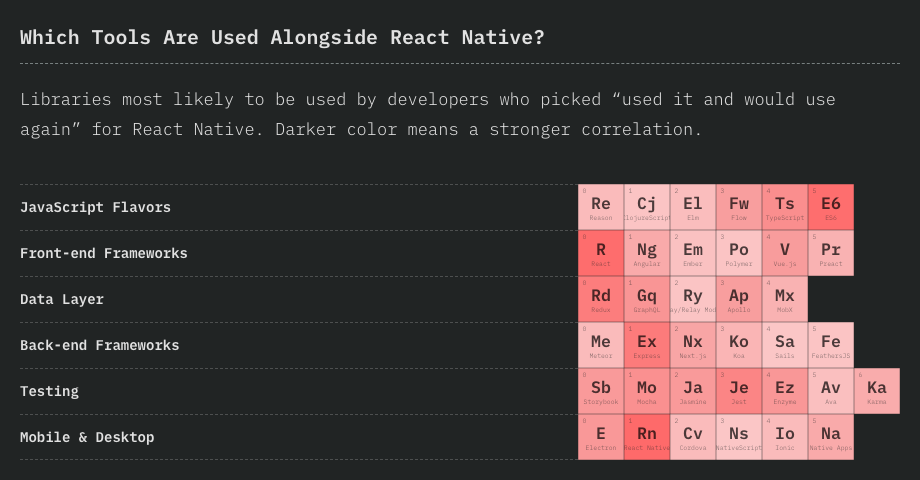 Which Tools Are Used Alongside React Native?
Libraries most likely to be used by developers who picked “used it and would use
again” for React Native. Darker color means a stronger correlation.
JavaScript Flavors
0 1 2 3 4 5
Re Cj El Fw Ts E6
Reason lojureScript Elm Flow TypeScript ES6
Front-end Frameworks
0 1 2 3 4 5
R Ng Em Po V Pr
React Angular Ember Polymer Vue.js Preact
Data Layer
0 1 2 3 4
Rd Gq Ry Ap Mx
Redux GraphQL ay/Relay Mod Apollo MobX
Back-end Frameworks
0 1 2 3 4 5
Me Ex Nx Ko Sa Fe
Meteor Express Next.js Koa Sails FeathersJS
Testing
0 1 2 3 4 5 6
Sb Mo Ja Je Ez Av Ka
Storybook Mocha Jasmine Jest Enzyme Ava Karma
Mobile & Desktop
0 1 2 3 4 5
E Rn Cv Ns Io Na
Electron React Native Cordova NativeScript Ionic Native Apps